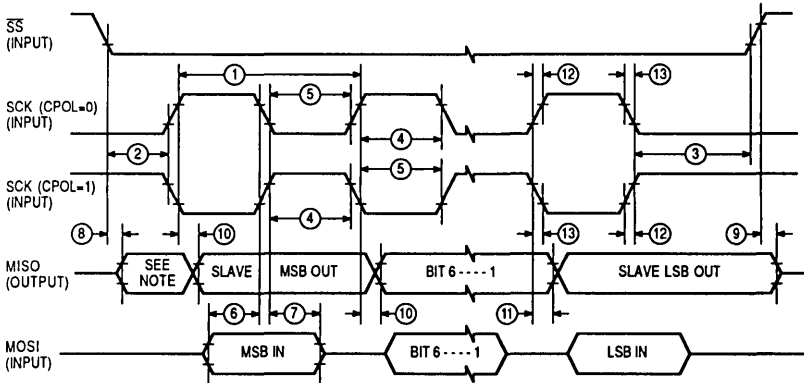 SS
(INPUT)
① ⑫ ⑬
SCK (CPOL=0)
(INPUT)
⑤
④
② ③
SCK (CPOL=1)
(INPUT)
⑤
④
⑧ ⑩ ⑬ ⑫ ⑨
MISO
(OUTPUT)
SEE
NOTE
SLAVE MSB OUT
BIT 6 ---- 1
SLAVE LSB OUT
⑥ ⑦ ⑩ ⑪
MOSI
(INPUT)
MSB IN
BIT 6 ---- 1
LSB IN